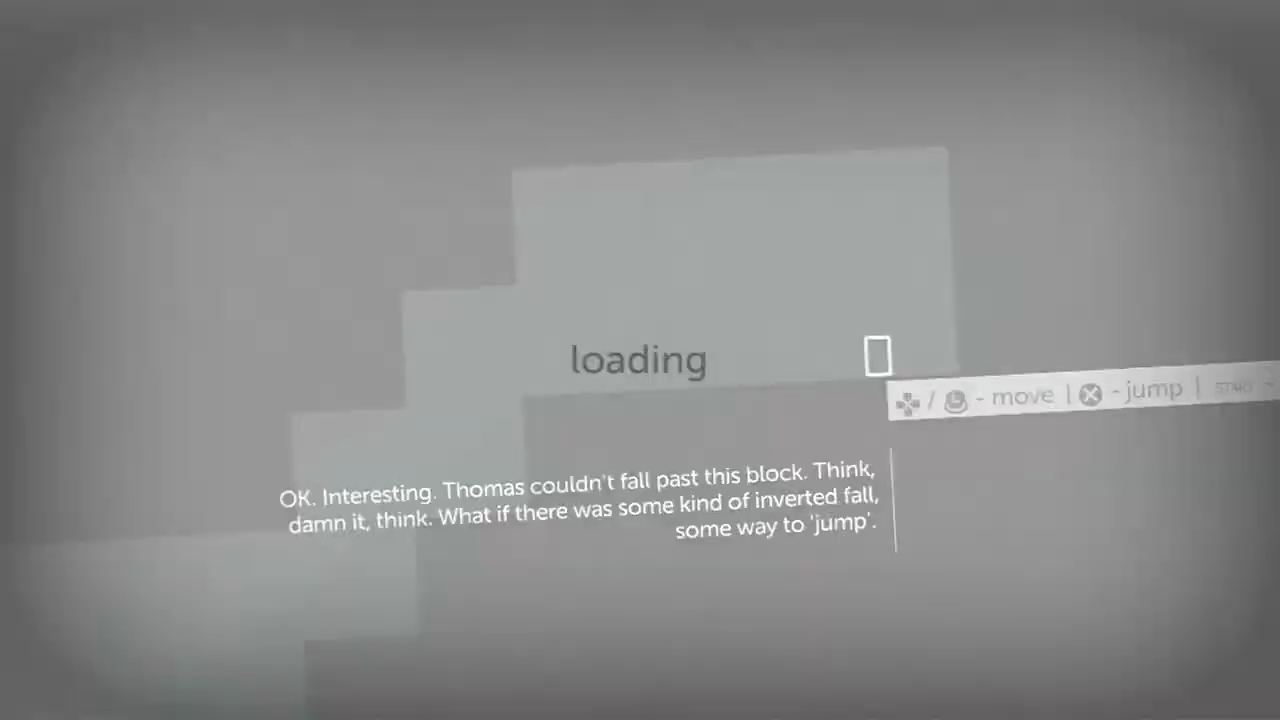 loading
/ - move | - jump | START -
OK. Interesting. Thomas couldn't fall past this block. Think,
damn it, think. What if there was some kind of inverted fall,
some way to 'jump'.